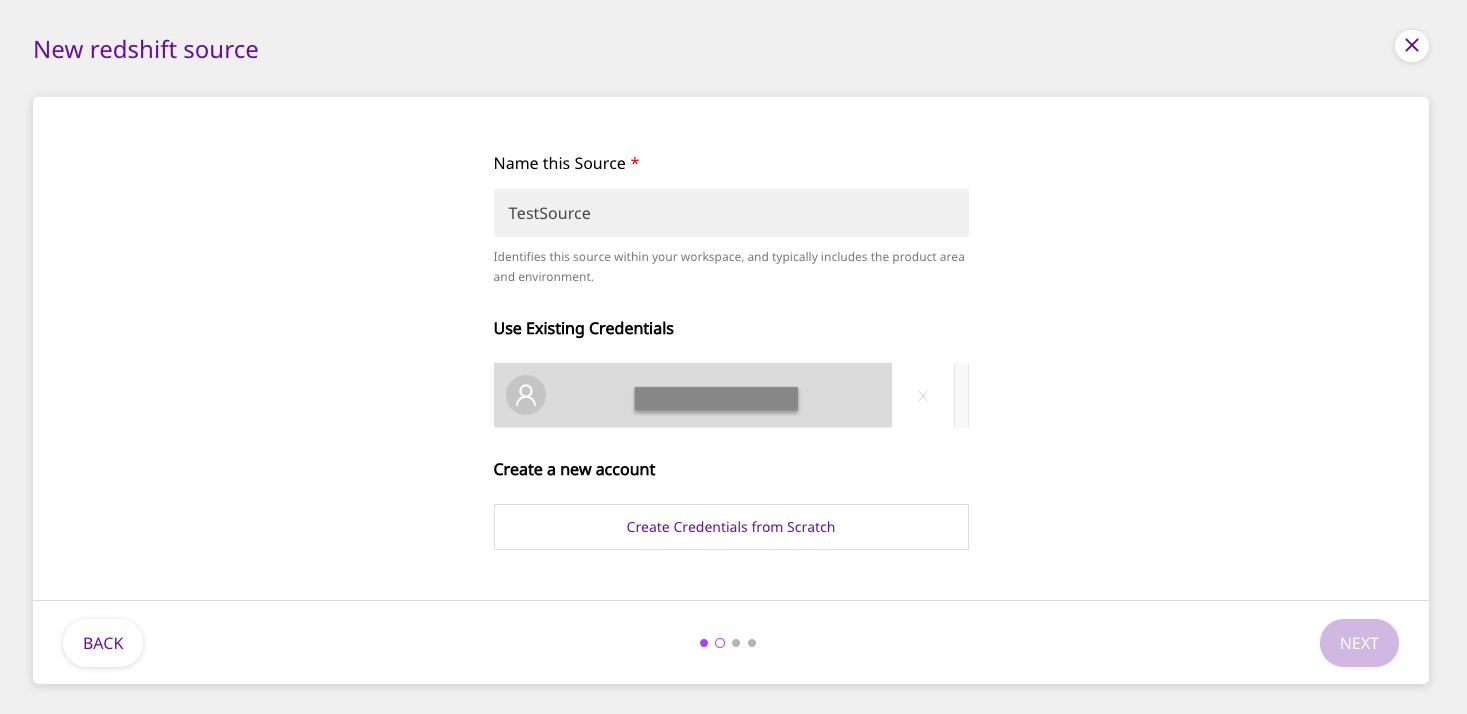 New redshift source
Name this Source *
TestSource
Identifies this source within your workspace, and typically includes the product area
and environment.
Use Existing Credentials
Create a new account
Create Credentials from Scratch
BACK
NEXT